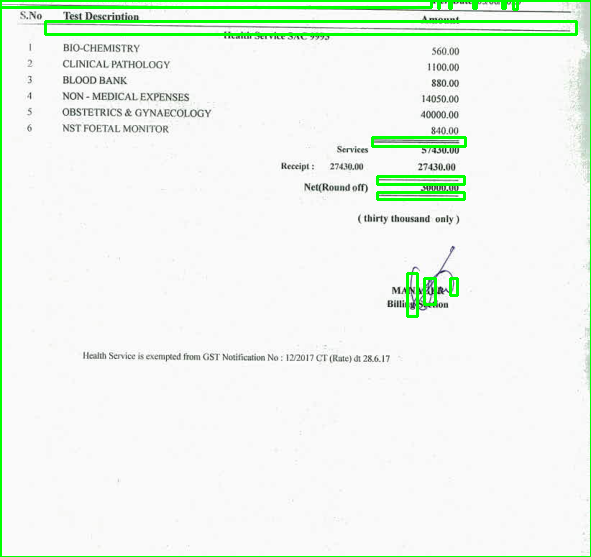 S.No Test Description Amount
Health Service SAC 9993
1 BIO-CHEMISTRY 560.00
2 CLINICAL PATHOLOGY 1100.00
3 BLOOD BANK 880.00
4 NON - MEDICAL EXPENSES 14050.00
5 OBSTETRICS & GYNAECOLOGY 40000.00
6 NST FOETAL MONITOR 840.00
Services 57430.00
Receipt : 27430.00 27430.00
Net(Round off) 30000.00
( thirty thousand only )
MANAGER
Billing Section
Health Service is exempted from GST Notification No : 12/2017 CT (Rate) dt 28.6.17